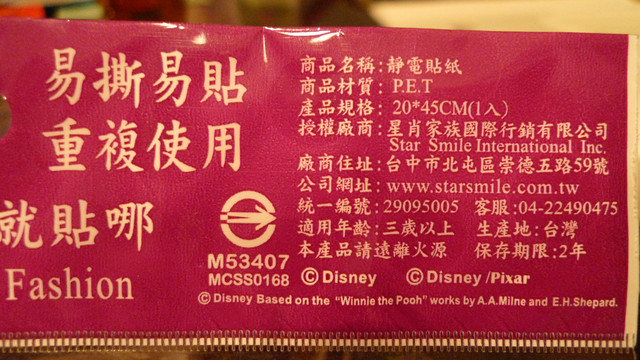 易撕易貼
重複使用
就貼哪
Fashion
M53407
MCSS0168
商品名稱:靜電貼紙
商品材質: P.E.T
產品規格: 20*45CM(1入)
授權廠商:星肖家族國際行銷有限公司
Star Smile International Inc.
廠商住址:台中市北屯區崇德五路59號
公司網址:www.starsmile.com.tw
統一編號:29095005 客服:04-22490475
適用年齡:三歲以上 生產地:台灣
本產品請遠離火源 保存期限:2年
©Disney ©Disney/Pixar
©Disney Based on the "Winnie the Pooh" works by A.A.Milne and E.H.Shepard.